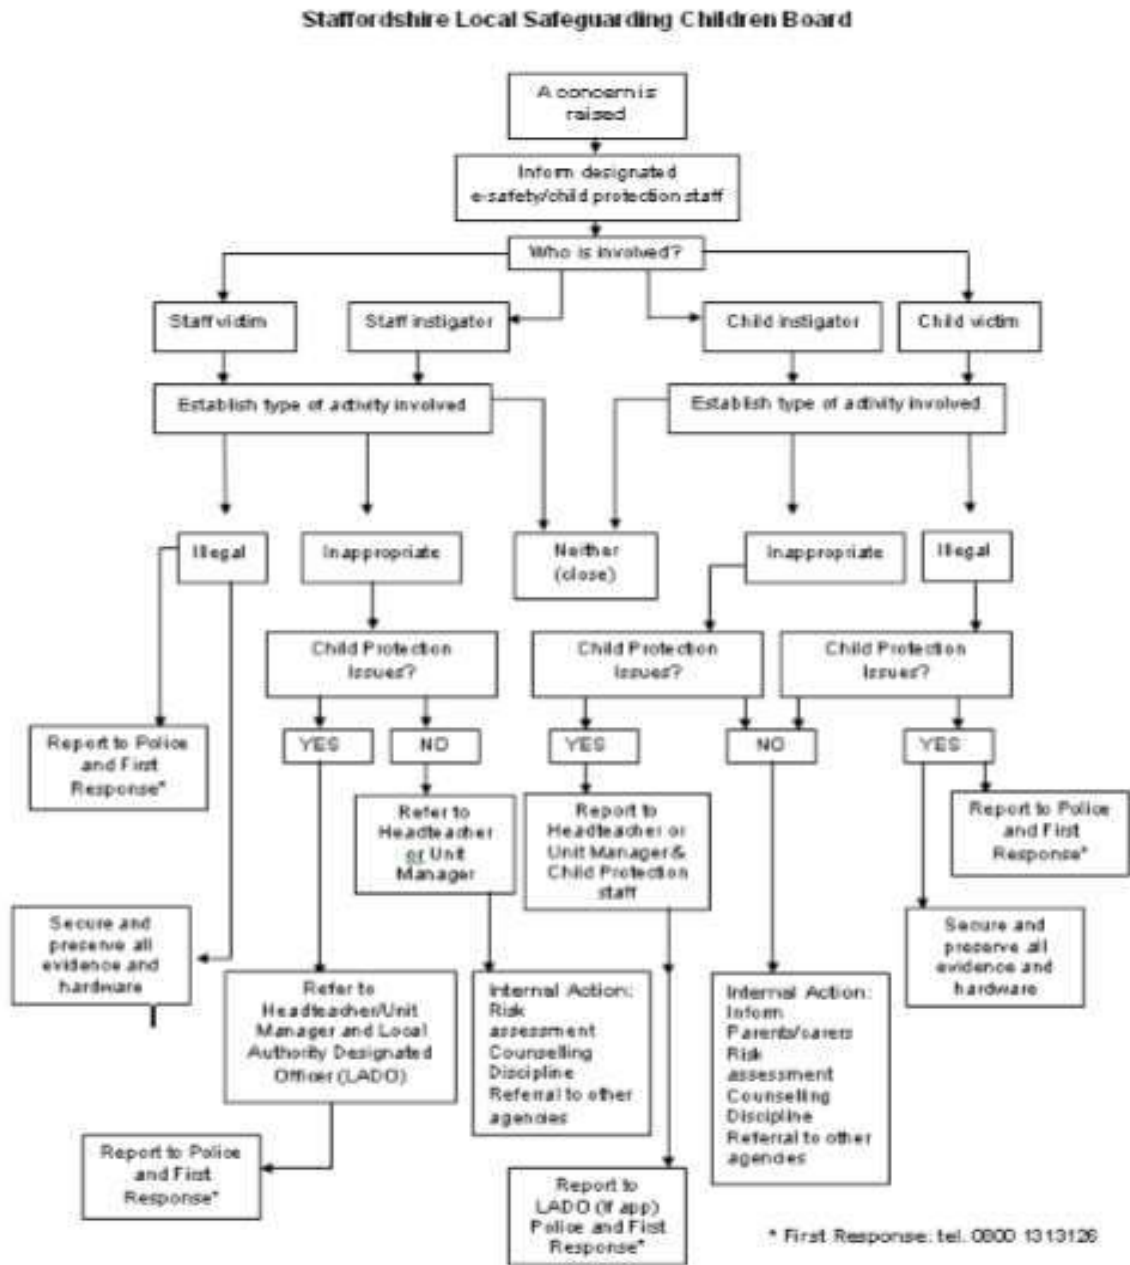 Staffordshire Local Safeguarding Children Board
A concern is
raised
Inform designated
e-safety/child protection staff
Who is involved?
Staff victim
Staff instigator
Child instigator
Child victim
Establish type of activity involved
Establish type of activity involved
Illegal
Inappropriate
Neither
(close)
Inappropriate
Illegal
Child Protection
Issues?
Child Protection
Issues?
Child Protection
Issues?
Report to Police
and First
Response*
YES
NO
YES
NO
YES
Refer to
Headteacher
or Unit
Manager
Report to
Headteacher or
Unit Manager &
Child Protection
staff
Report to Police
and First
Response*
Secure and
preserve all
evidence and
hardware
Secure and
preserve all
evidence and
hardware
Refer to
Headteacher/Unit
Manager and Local
Authority Designated
Officer (LADO)
Internal Action:
Risk
assessment
Counselling
Discipline
Referral to other
agencies
Internal Action:
Inform
Parents/carers
Risk
assessment
Counselling
Discipline
Referral to other
agencies
Report to Police
and First
Response*
Report to
LADO (If app)
Police and First
Response*
* First Response: tel. 0800 1313126